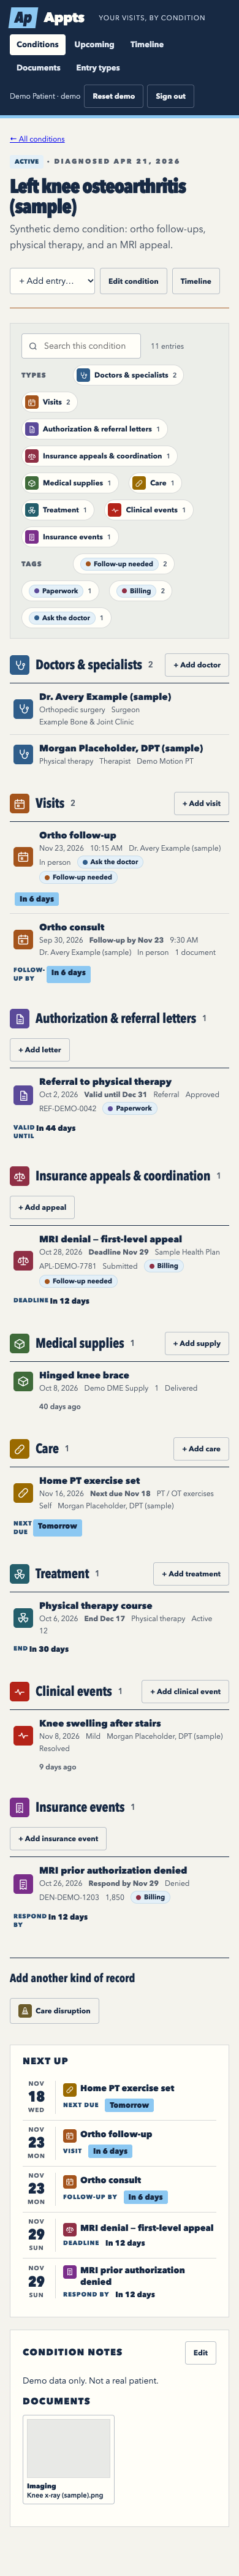 Ap Appts YOUR VISITS, BY CONDITION
Conditions Upcoming Timeline
Documents Entry types
Demo Patient · demo Reset demo Sign out
← All conditions
ACTIVE · DIAGNOSED APR 21, 2026
Left knee osteoarthritis
(sample)
Synthetic demo condition: ortho follow-ups,
physical therapy, and an MRI appeal.
+ Add entry… Edit condition Timeline
Search this condition 11 entries
TYPES Doctors & specialists 2
Visits 2
Authorization & referral letters 1
Insurance appeals & coordination 1
Medical supplies 1 Care 1
Treatment 1 Clinical events 1
Insurance events 1
TAGS Follow-up needed 2
Paperwork 1 Billing 2
Ask the doctor 1
Doctors & specialists 2 + Add doctor
Dr. Avery Example (sample)
Orthopedic surgery Surgeon
Example Bone & Joint Clinic
Morgan Placeholder, DPT (sample)
Physical therapy Therapist Demo Motion PT
Visits 2 + Add visit
Ortho follow-up
Nov 23, 2026 10:15 AM Dr. Avery Example (sample)
In person Ask the doctor
Follow-up needed
In 6 days
Ortho consult
Sep 30, 2026 Follow-up by Nov 23 9:30 AM
Dr. Avery Example (sample) In person 1 document
FOLLOW-UP BY In 6 days
Authorization & referral letters 1
+ Add letter
Referral to physical therapy
Oct 2, 2026 Valid until Dec 31 Referral Approved
REF-DEMO-0042 Paperwork
VALID UNTIL In 44 days
Insurance appeals & coordination 1
+ Add appeal
MRI denial — first-level appeal
Oct 28, 2026 Deadline Nov 29 Sample Health Plan
APL-DEMO-7781 Submitted Billing
Follow-up needed
DEADLINE In 12 days
Medical supplies 1 + Add supply
Hinged knee brace
Oct 8, 2026 Demo DME Supply 1 Delivered
40 days ago
Care 1 + Add care
Home PT exercise set
Nov 16, 2026 Next due Nov 18 PT / OT exercises
Self Morgan Placeholder, DPT (sample)
NEXT DUE Tomorrow
Treatment 1 + Add treatment
Physical therapy course
Oct 6, 2026 End Dec 17 Physical therapy Active
12
END In 30 days
Clinical events 1 + Add clinical event
Knee swelling after stairs
Nov 8, 2026 Mild Morgan Placeholder, DPT (sample)
Resolved
9 days ago
Insurance events 1
+ Add insurance event
MRI prior authorization denied
Oct 26, 2026 Respond by Nov 29 Denied
DEN-DEMO-1203 1,850 Billing
RESPOND BY In 12 days
Add another kind of record
Care disruption
NEXT UP
NOV 18 WED Home PT exercise set
NEXT DUE Tomorrow
NOV 23 MON Ortho follow-up
VISIT In 6 days
NOV 23 MON Ortho consult
FOLLOW-UP BY In 6 days
NOV 29 SUN MRI denial — first-level appeal
DEADLINE In 12 days
NOV 29 SUN MRI prior authorization
denied
RESPOND BY In 12 days
CONDITION NOTES Edit
Demo data only. Not a real patient.
DOCUMENTS
Imaging
Knee x-ray (sample).png